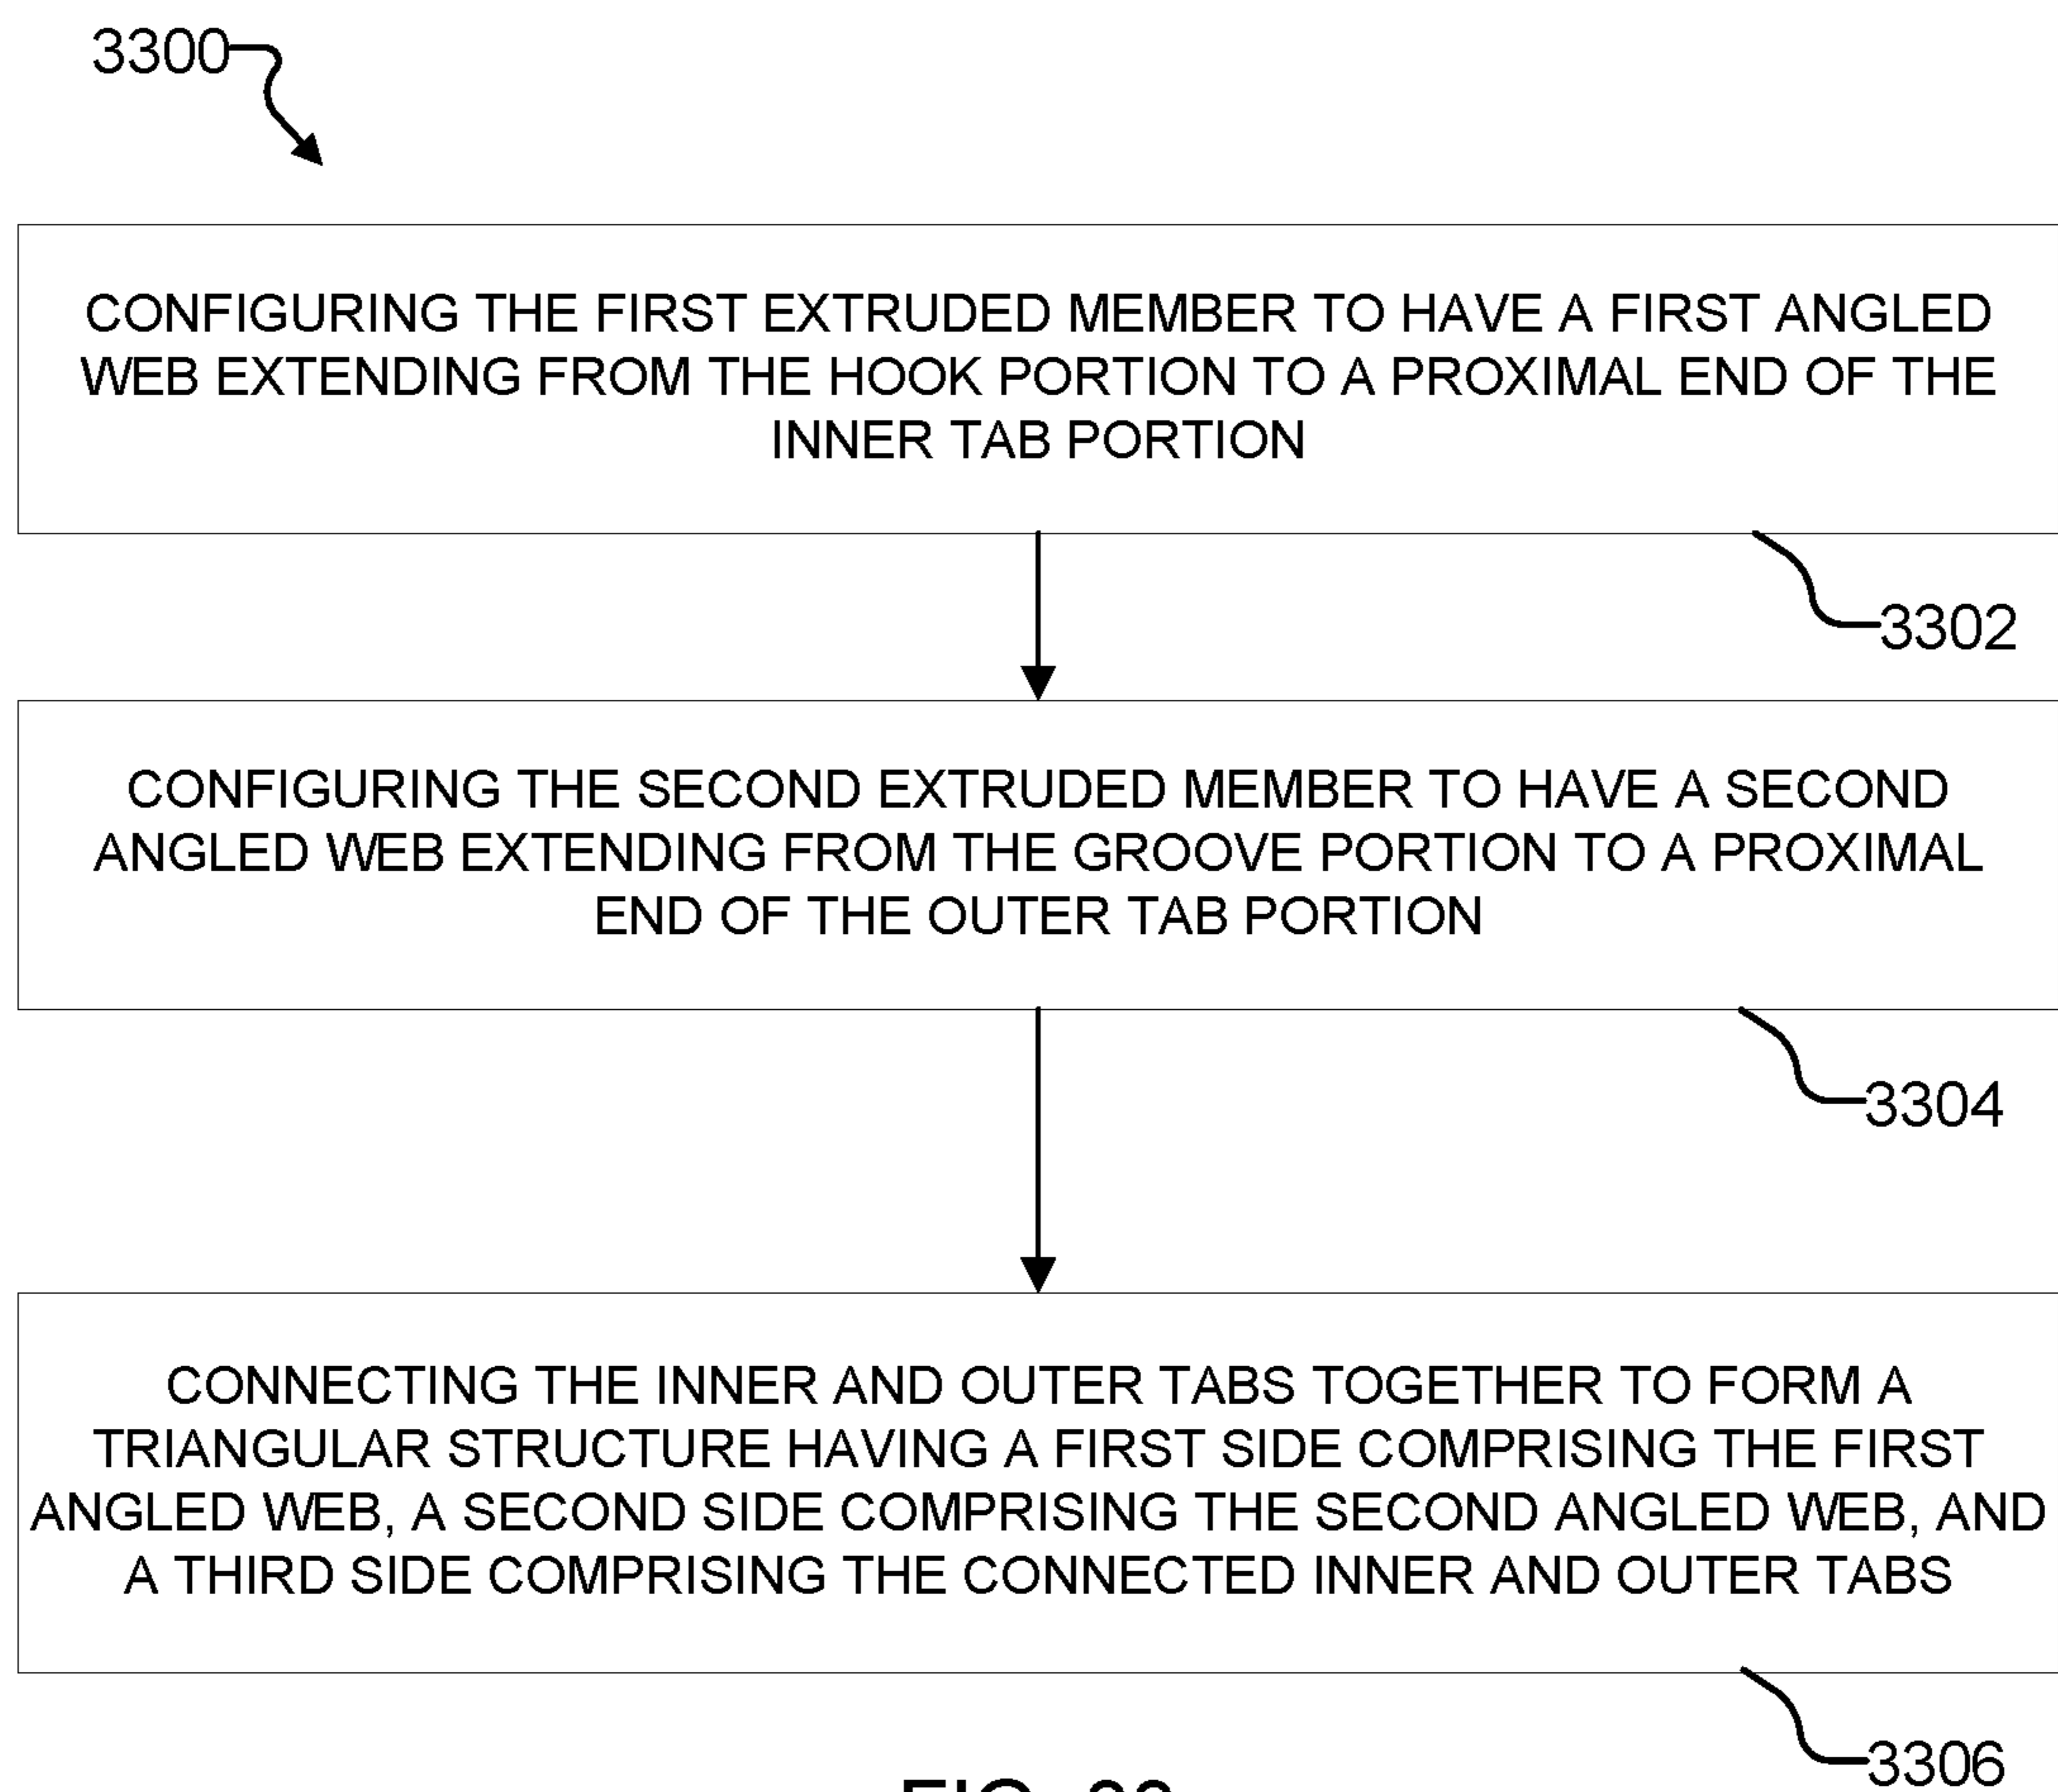 3300
CONFIGURING THE FIRST EXTRUDED MEMBER TO HAVE A FIRST ANGLED
WEB EXTENDING FROM THE HOOK PORTION TO A PROXIMAL END OF THE
INNER TAB PORTION
3302
CONFIGURING THE SECOND EXTRUDED MEMBER TO HAVE A SECOND
ANGLED WEB EXTENDING FROM THE GROOVE PORTION TO A PROXIMAL
END OF THE OUTER TAB PORTION
3304
CONNECTING THE INNER AND OUTER TABS TOGETHER TO FORM A
TRIANGULAR STRUCTURE HAVING A FIRST SIDE COMPRISING THE FIRST
ANGLED WEB, A SECOND SIDE COMPRISING THE SECOND ANGLED WEB, AND
A THIRD SIDE COMPRISING THE CONNECTED INNER AND OUTER TABS
3306